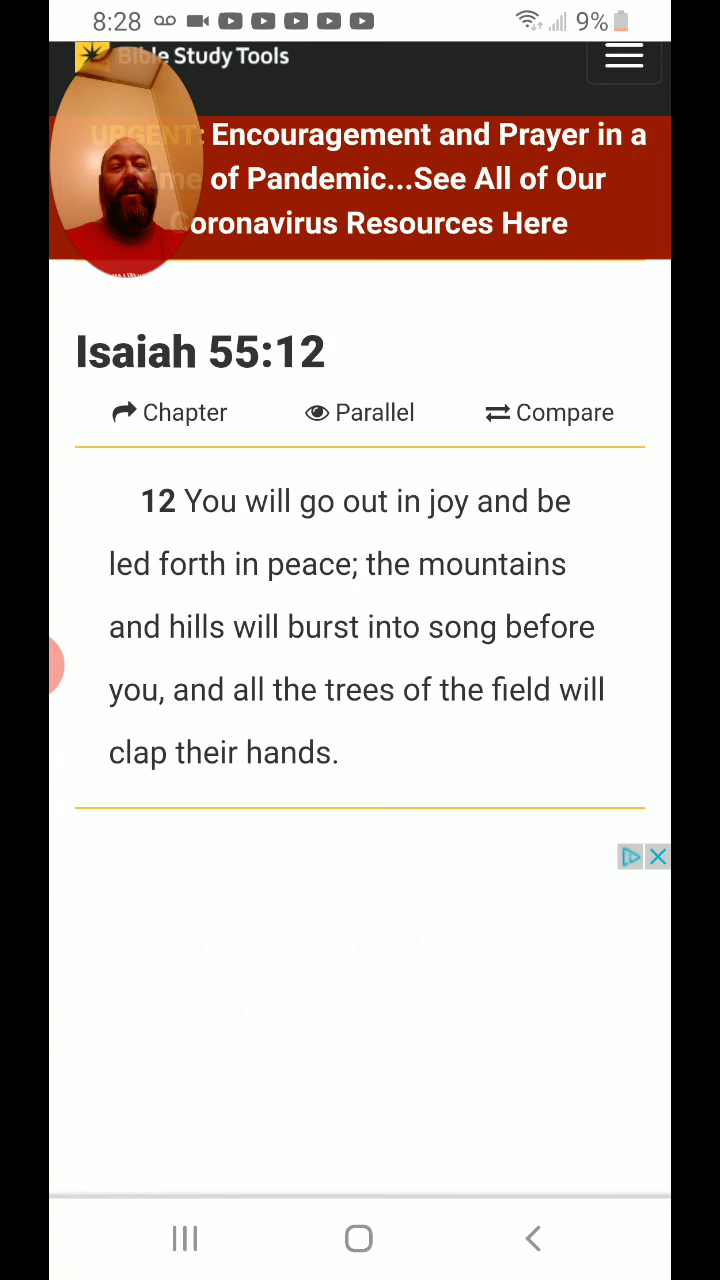 8:28 9%
Bible Study Tools
URGENT: Encouragement and Prayer in a
Time of Pandemic...See All of Our
Coronavirus Resources Here
Isaiah 55:12
Chapter Parallel Compare
12 You will go out in joy and be
led forth in peace; the mountains
and hills will burst into song before
you, and all the trees of the field will
clap their hands.